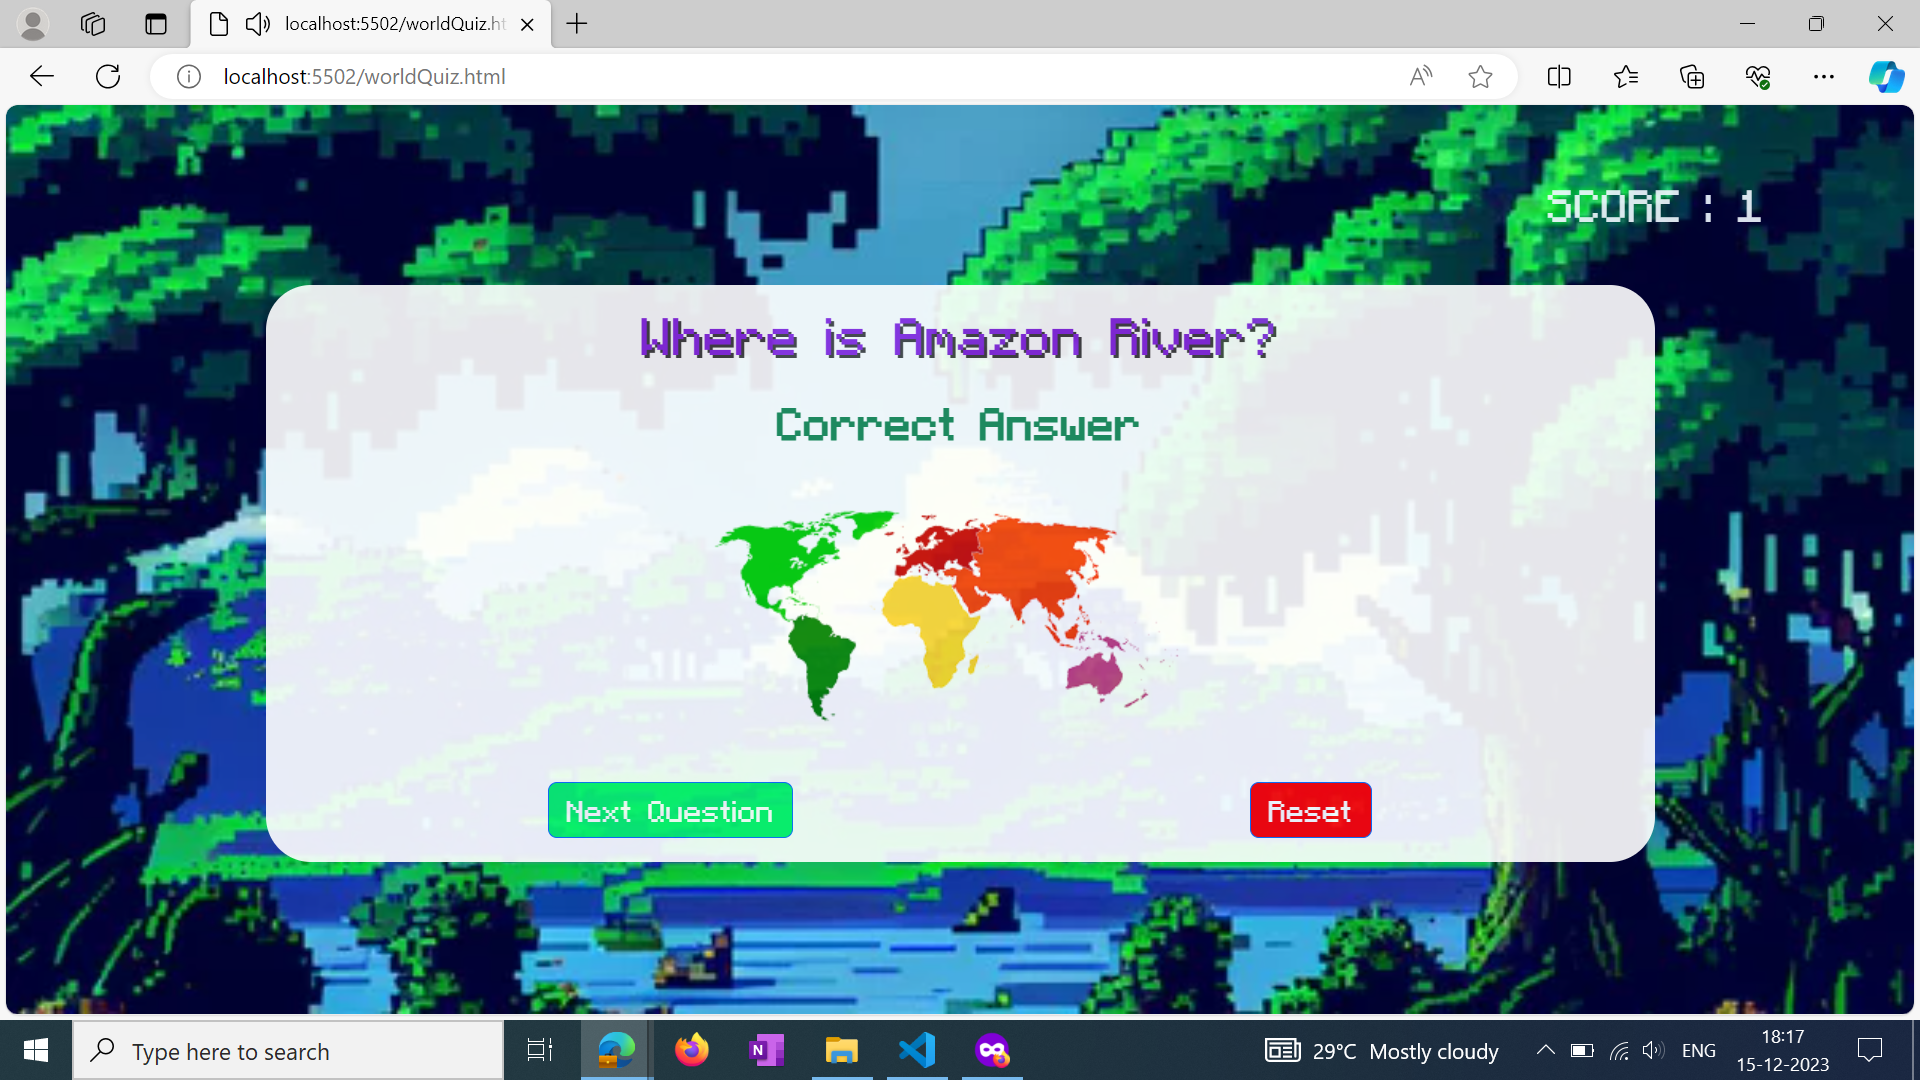 localhost:5502/worldQuiz.ht
localhost:5502/worldQuiz.html
SCORE : 1
Where is Amazon River?
Correct Answer
Next Question
Reset
Type here to search
N
29°C Mostly cloudy
ENG
18:17
15-12-2023